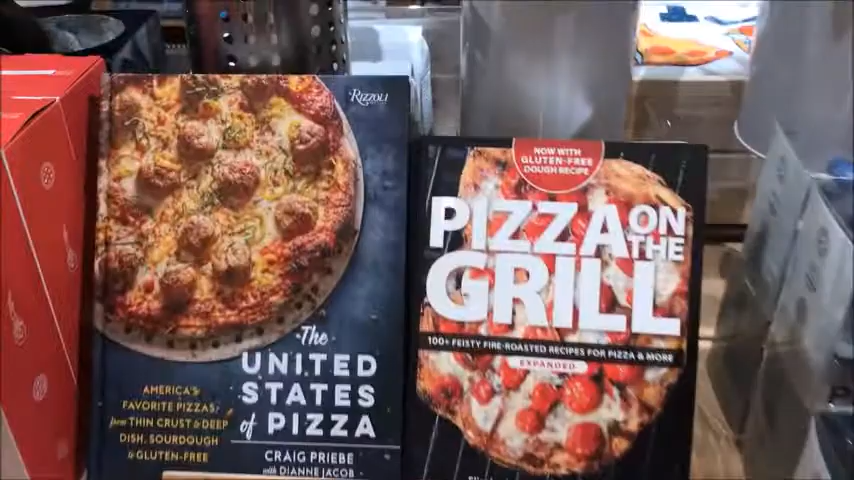 RIZZOLI
The
UNITED
STATES
of PIZZA
AMERICA'S
FAVORITE PIZZAS,
from THIN CRUST & DEEP
DISH, SOURDOUGH
& GLUTEN-FREE
CRAIG PRIEBE
with DIANNE JACOB
NOW WITH
GLUTEN-FREE
DOUGH RECIPE
PIZZA ON
THE
GRILL
100+ FEISTY FIRE-ROASTED RECIPES FOR PIZZA & MORE
EXPANDED